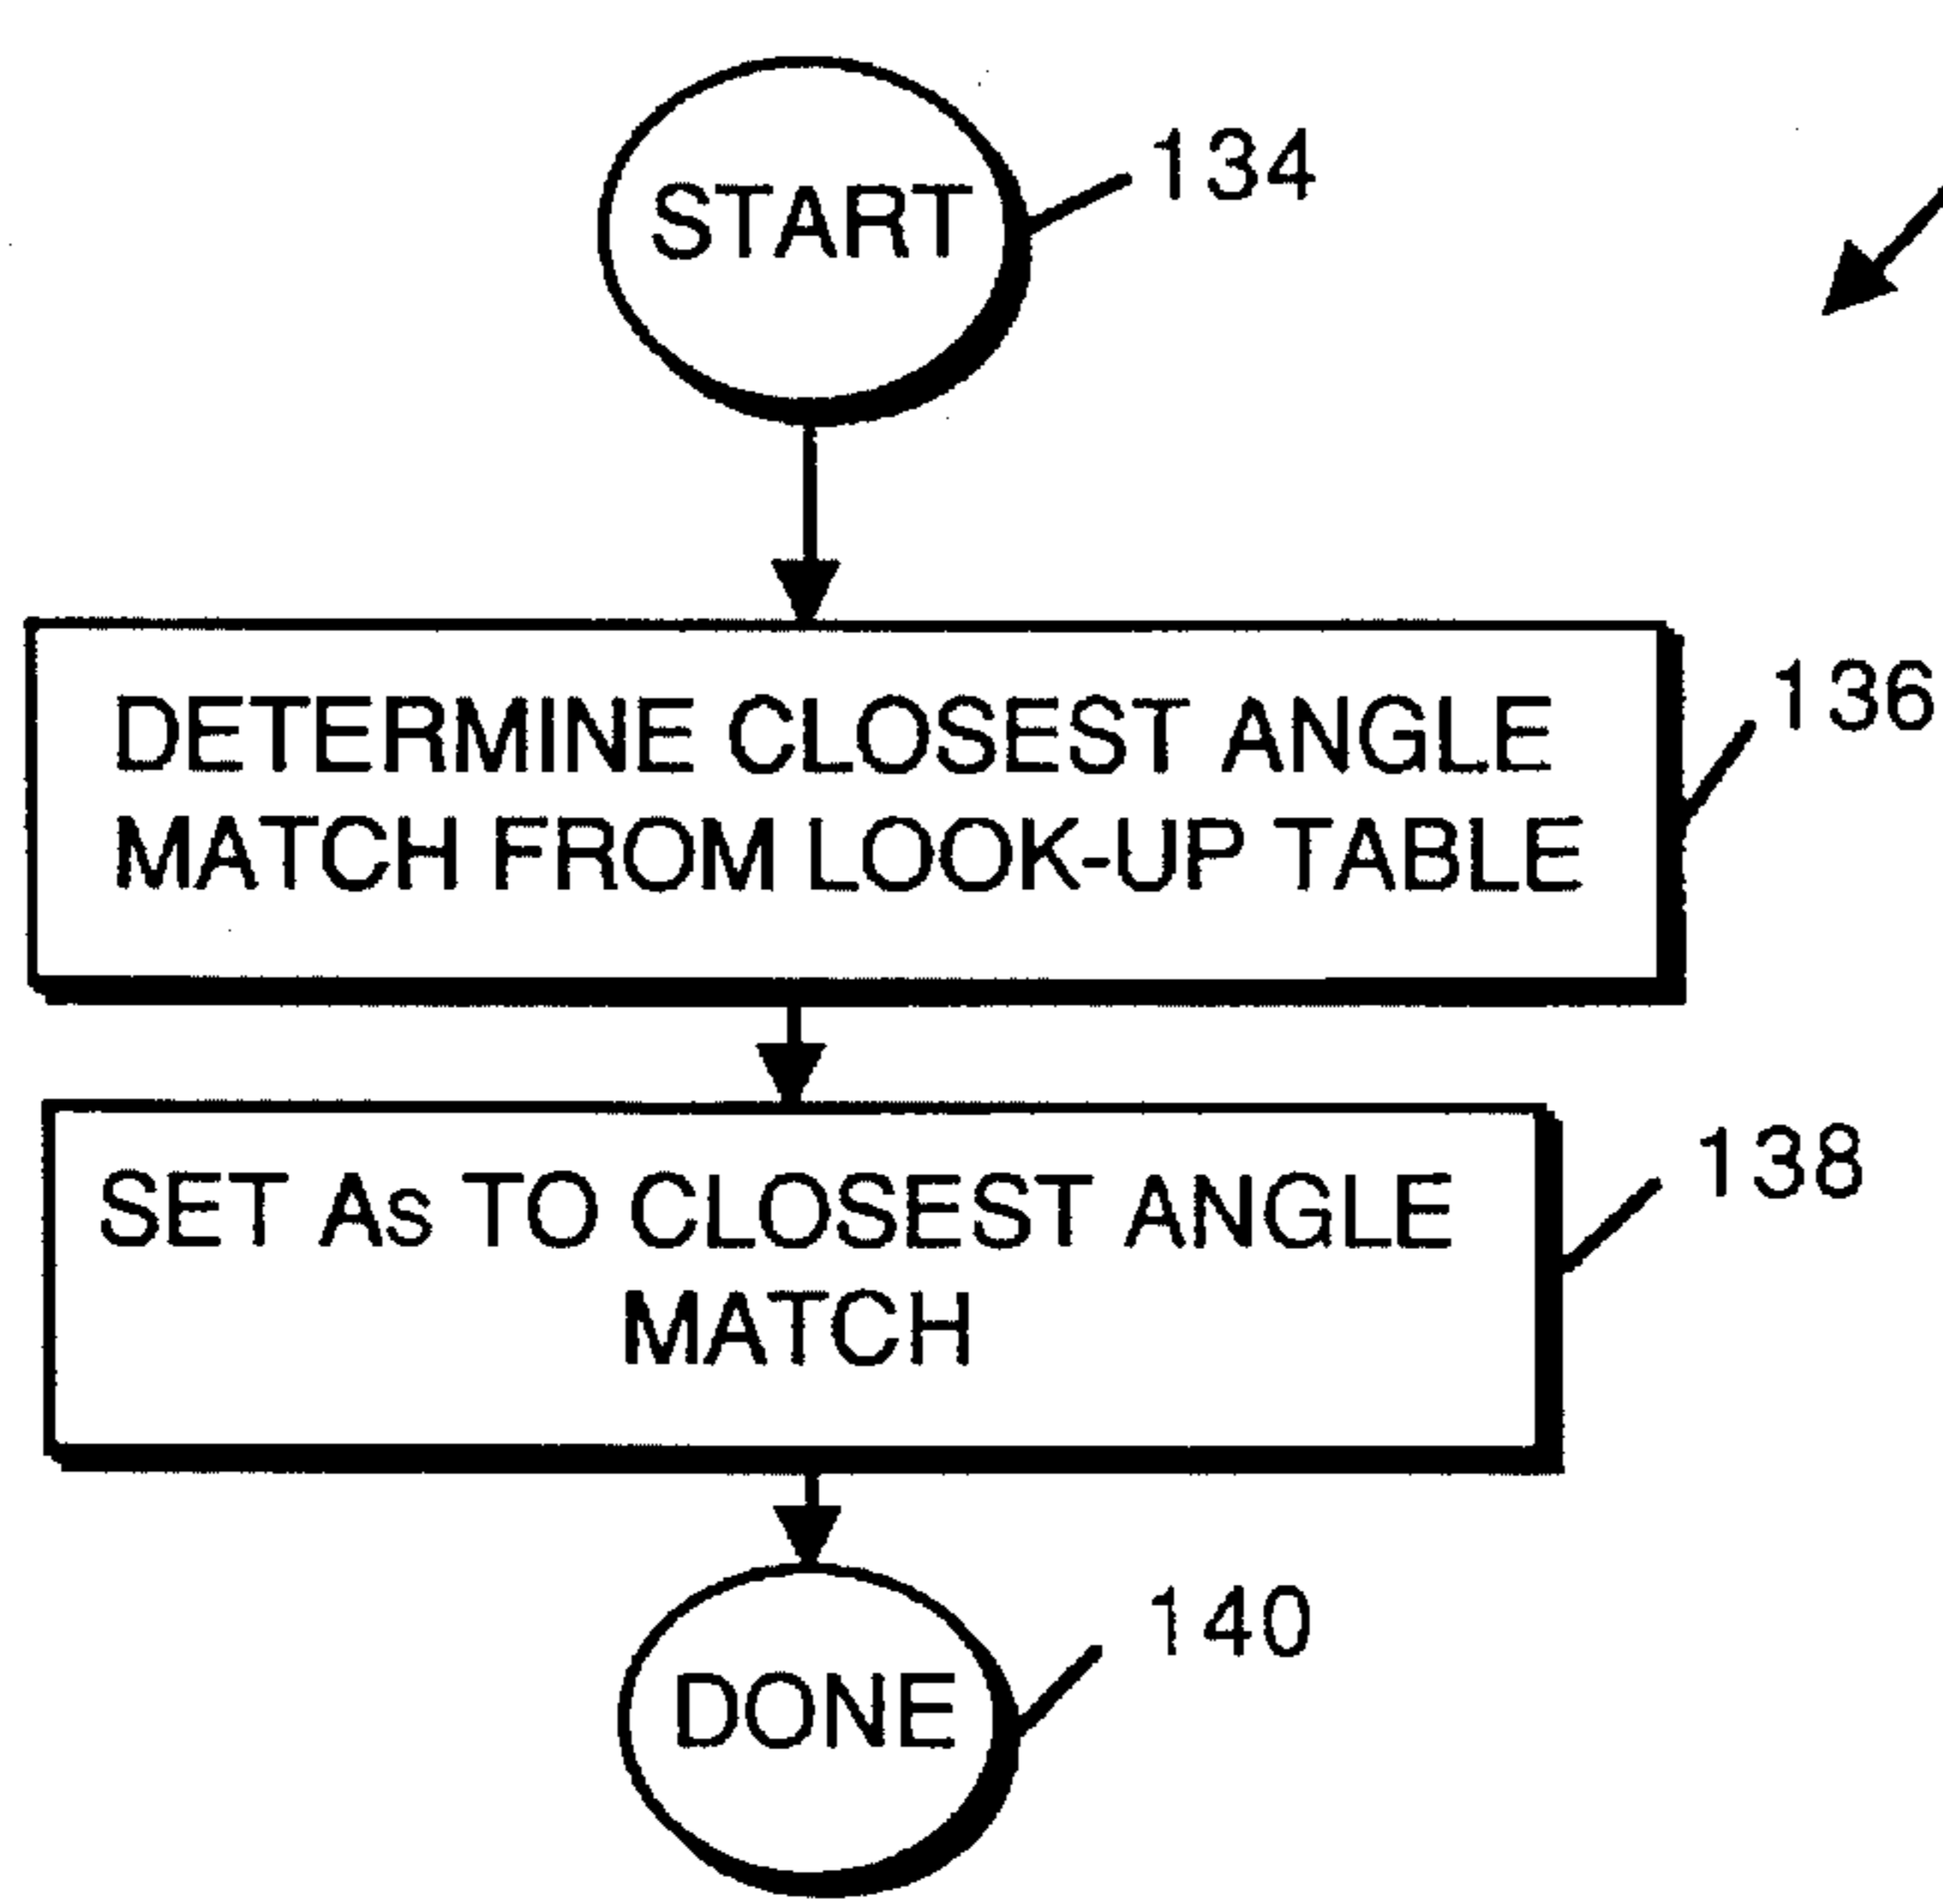 START
134
DETERMINE CLOSEST ANGLE
MATCH FROM LOOK-UP TABLE
136
SET As TO CLOSEST ANGLE
MATCH
138
DONE
140